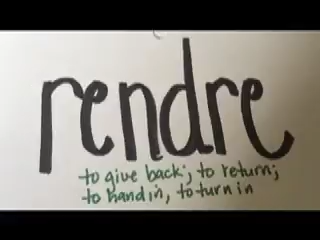 rendre
to give back; to return;
to hand in, to turn in